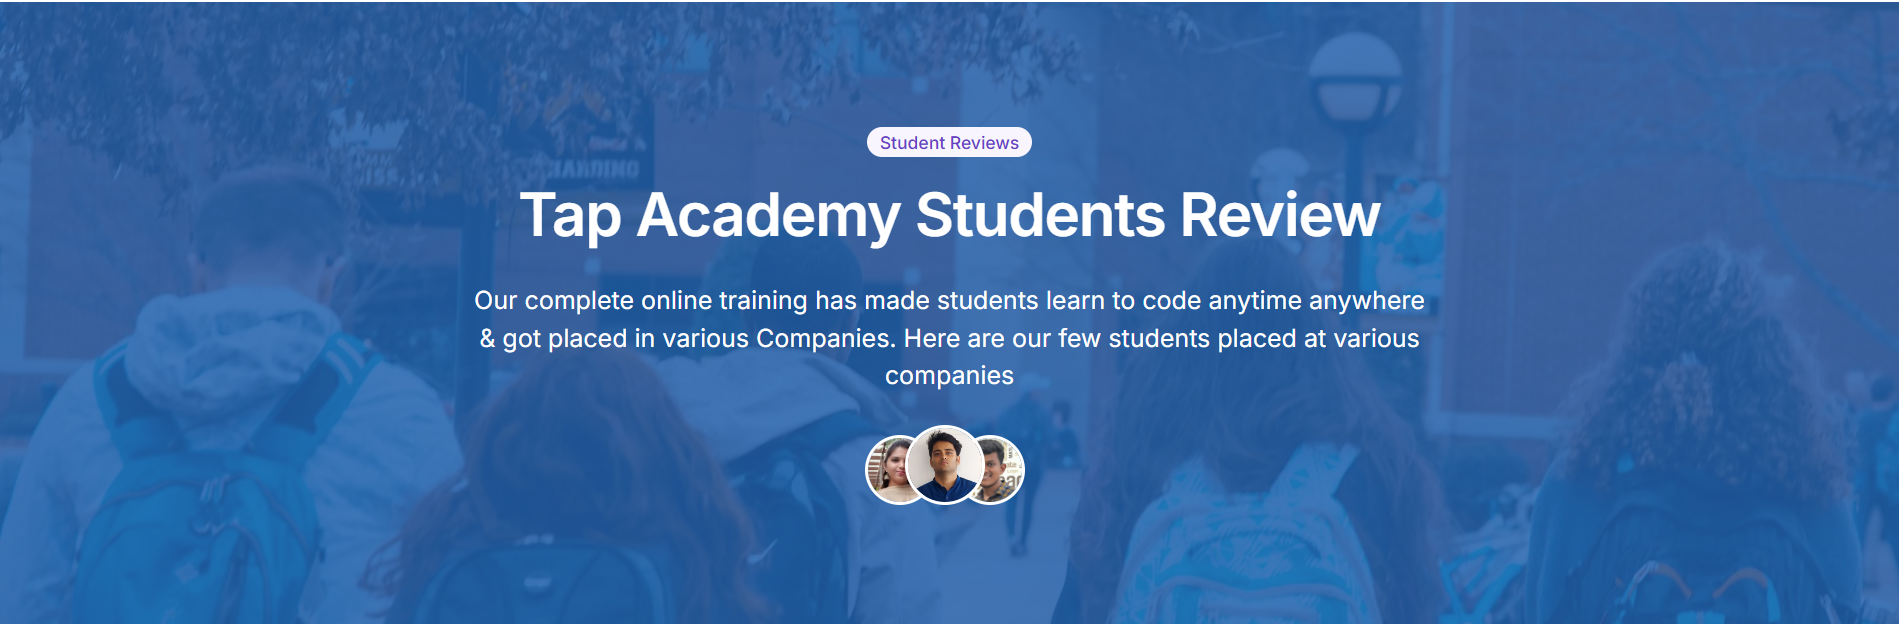 HARDING
Student Reviews
Tap Academy Students Review
Our complete online training has made students learn to code anytime anywhere
& got placed in various Companies. Here are our few students placed at various
companies